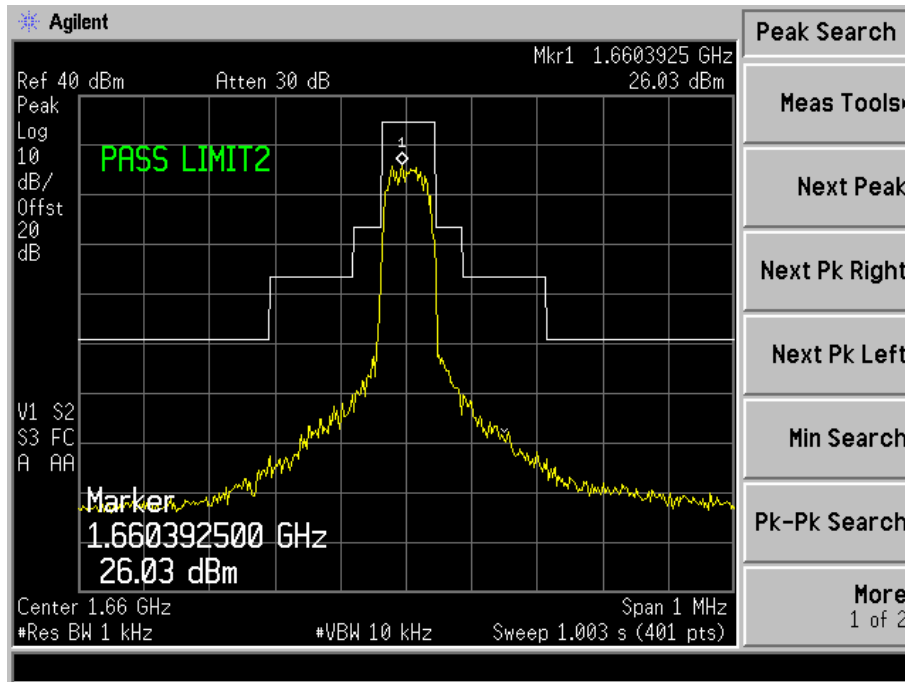 Agilent
Peak Search
Mkr1 1.6603925 GHz
Ref 40 dBm Atten 30 dB 26.03 dBm
Peak
Log
10
dB/
Offst
20
dB
PASS LIMIT2
1
Meas Tools
Next Peak
Next Pk Right
Next Pk Left
V1 S2
S3 FC
A AA
Min Search
Marker
1.660392500 GHz
26.03 dBm
Pk-Pk Search
Center 1.66 GHz Span 1 MHz
#Res BW 1 kHz #VBW 10 kHz Sweep 1.003 s (401 pts)
More
1 of 2